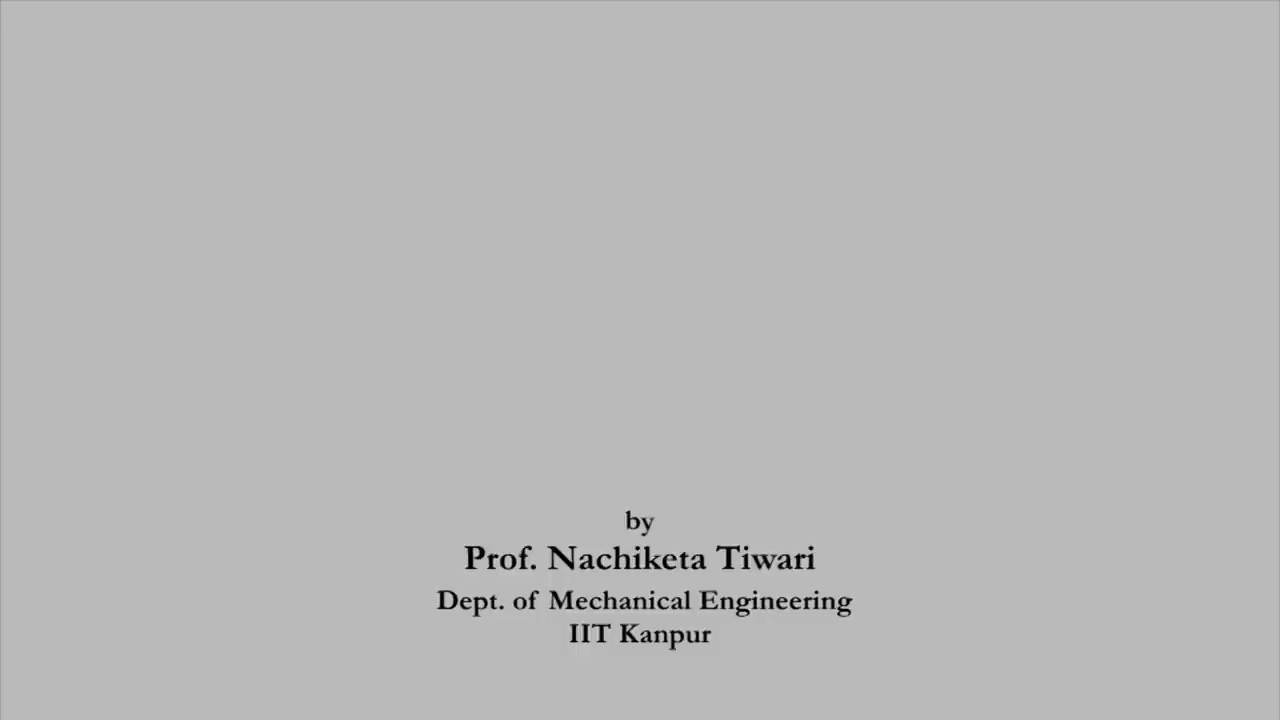 by
Prof. Nachiketa Tiwari
Dept. of Mechanical Engineering
IIT Kanpur